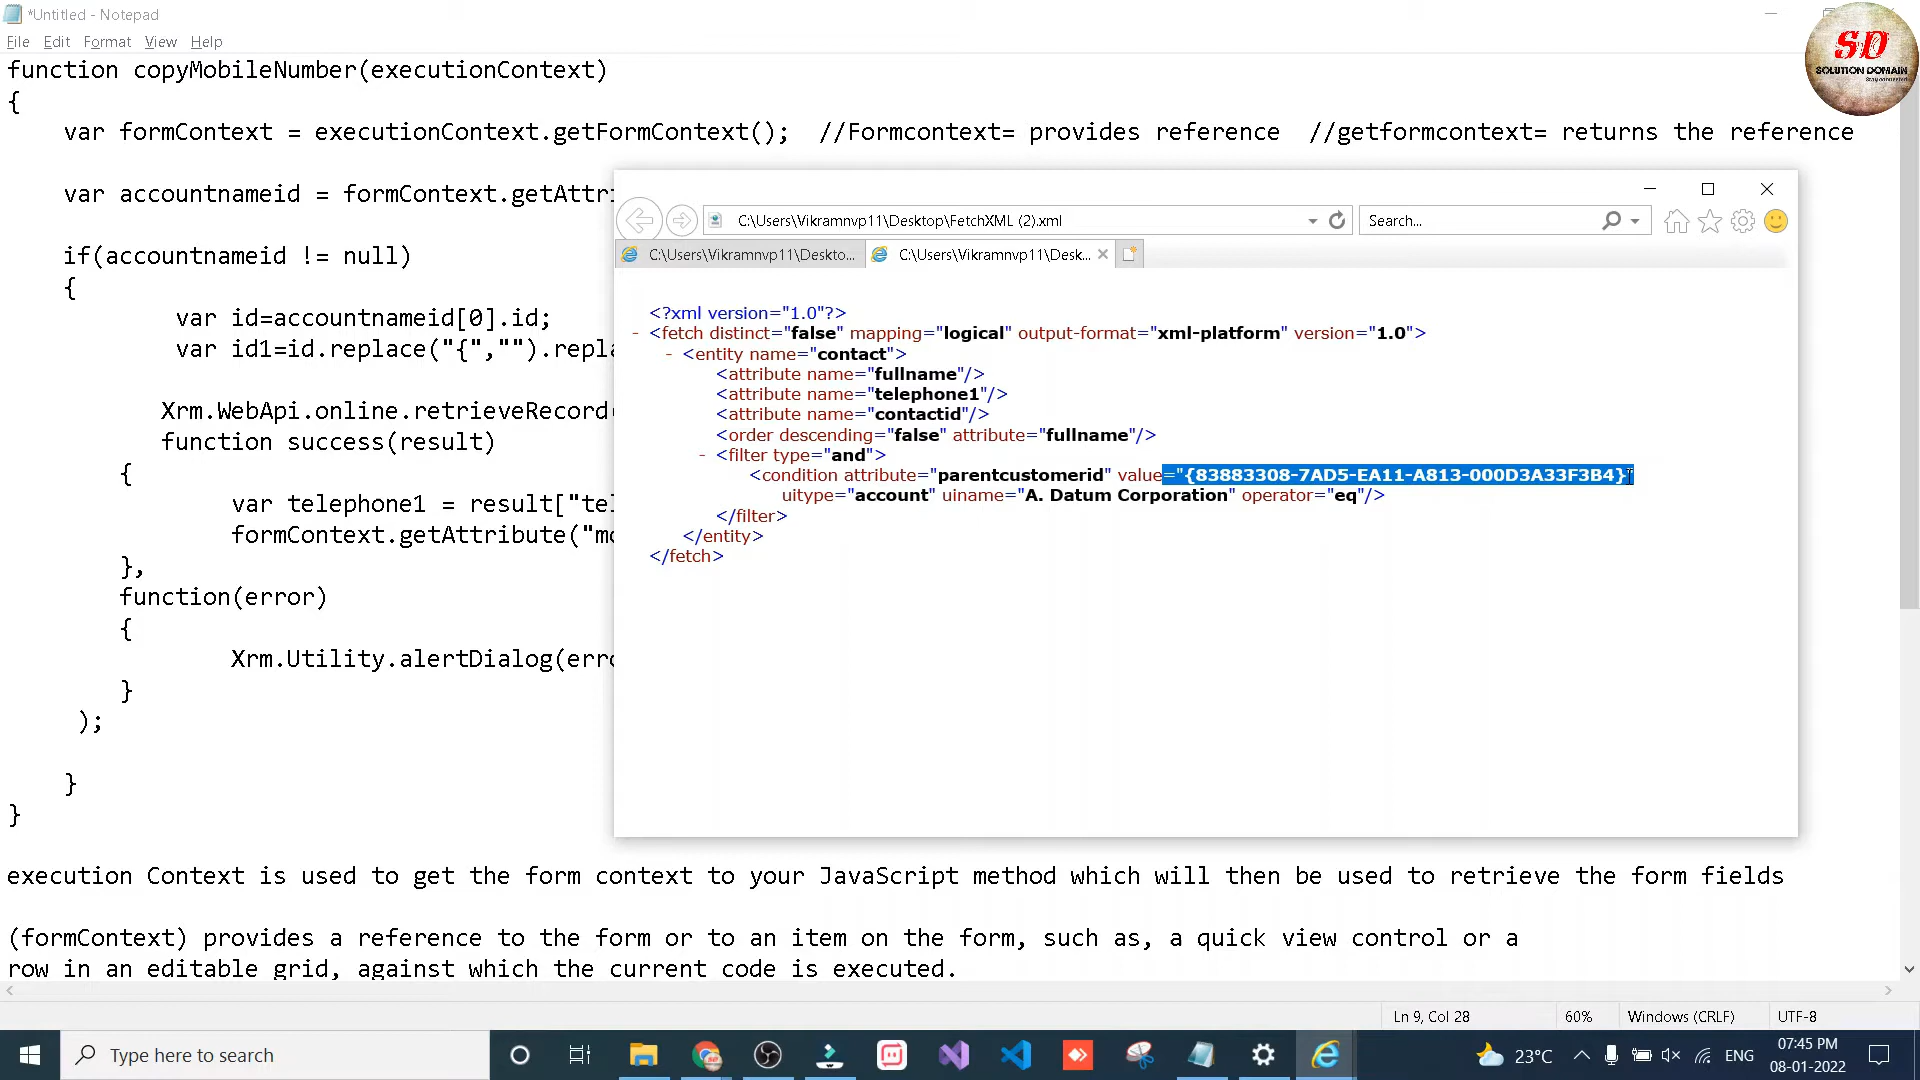 *Untitled - Notepad
File Edit Format View Help
function copyMobileNumber(executionContext)
{
var formContext = executionContext.getFormContext(); //Formcontext= provides reference //getformcontext= returns the reference
var accountnameid = formContext.getAttri
if(accountnameid != null)
{
var id=accountnameid[0].id;
var id1=id.replace("{","").repla
Xrm.WebApi.online.retrieveRecord(
function success(result)
{
var telephone1 = result["tel
formContext.getAttribute("mo
},
function(error)
{
Xrm.Utility.alertDialog(erro
}
);
}
}
execution Context is used to get the form context to your JavaScript method which will then be used to retrieve the form fields
(formContext) provides a reference to the form or to an item on the form, such as, a quick view control or a
row in an editable grid, against which the current code is executed.
SD
SOLUTION DOMAIN
Stay connected
C:\Users\Vikramnvp11\Desktop\FetchXML (2).xml
Search...
C:\Users\Vikramnvp11\Deskto...
C:\Users\Vikramnvp11\Desk...
<?xml version="1.0"?>
- <fetch distinct="false" mapping="logical" output-format="xml-platform" version="1.0">
- <entity name="contact">
<attribute name="fullname"/>
<attribute name="telephone1"/>
<attribute name="contactid"/>
<order descending="false" attribute="fullname"/>
- <filter type="and">
<condition attribute="parentcustomerid" value="{83883308-7AD5-EA11-A813-000D3A33F3B4}"
uitype="account" uiname="A. Datum Corporation" operator="eq"/>
</filter>
</entity>
</fetch>
Ln 9, Col 28
60%
Windows (CRLF)
UTF-8
Type here to search
23°C
ENG
07:45 PM
08-01-2022